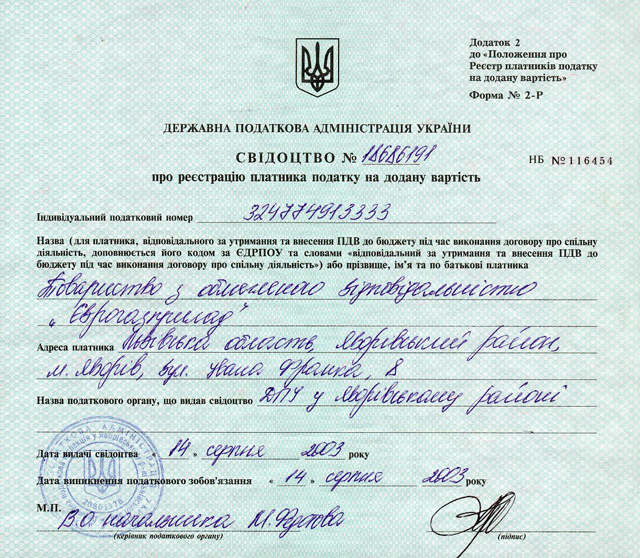 Додаток 2
до «Положення про
Реєстр платників податку
на додану вартість»
Форма № 2-Р
ДЕРЖАВНА ПОДАТКОВА АДМІНІСТРАЦІЯ УКРАЇНИ
СВІДОЦТВО № 18686191
НБ № 116454
про реєстрацію платника податку на додану вартість
Індивідуальний податковий номер 324774913333
Назва (для платника, відповідального за утримання та внесення ПДВ до бюджету під час виконання договору про спільну
діяльність, доповнюється його кодом за ЄДРПОУ та словами «відповідальний за утримання та внесення ПДВ до
бюджету під час виконання договору про спільну діяльність») або прізвище, ім’я та по батькові платника
Товариство з обмеженою відповідальністю
„Єврогазприлад”
Адреса платника Львівська область, Яворівський район,
м. Яворів, вул. Івана Франка, 8
Назва податкового органу, що видав свідоцтво ДПІ у Яворівському районі
Дата видачі свідоцтва « 14 » серпня 2003 року
Дата виникнення податкового зобов’язання « 14 » серпня 2003 року
М.П.
В.О. начальника М.
(керівник податкового органу)
(підпис)